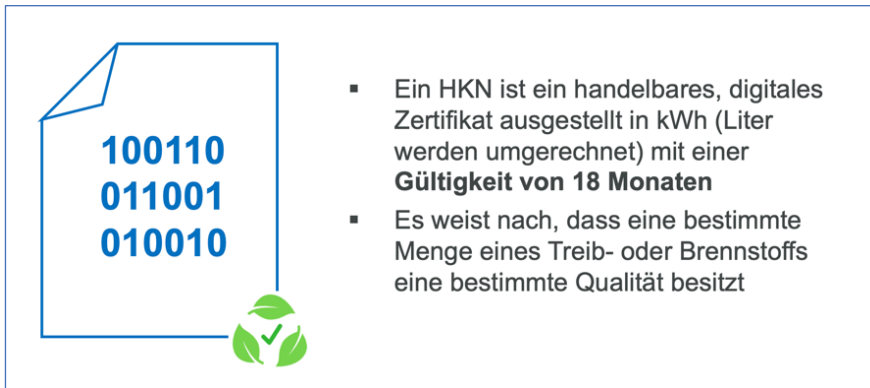 100110
011001
010010
▪ Ein HKN ist ein handelbares, digitales
Zertifikat ausgestellt in kWh (Liter
werden umgerechnet) mit einer
Gültigkeit von 18 Monaten
▪ Es weist nach, dass eine bestimmte
Menge eines Treib- oder Brennstoffs
eine bestimmte Qualität besitzt